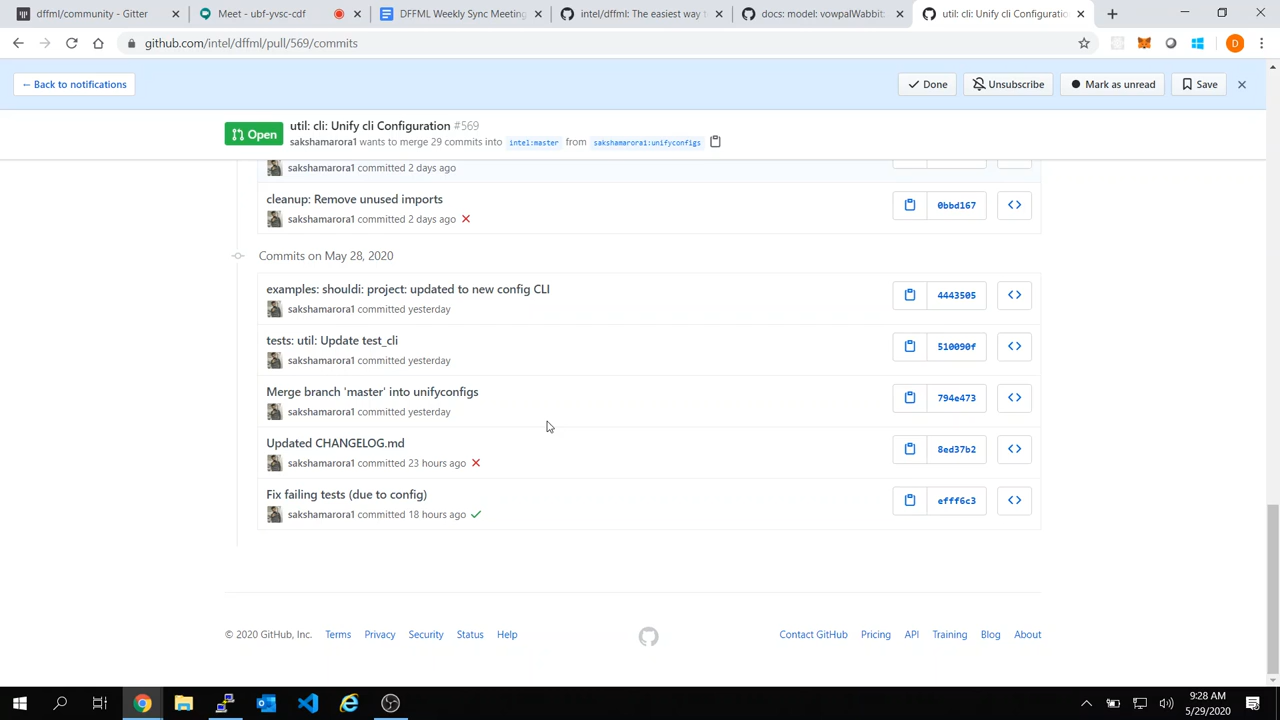 dffml/community - Gitter
Meet - ubf-yvsc-cdf
DFFML Weekly Sync Meeting
intel/dffml: The easiest way t
docs: model: vowpalWabbit:
util: cli: Unify cli Configuratio
github.com/intel/dffml/pull/569/commits
D
← Back to notifications
Done
Unsubscribe
Mark as unread
Save
Open
util: cli: Unify cli Configuration #569
sakshamarora1 wants to merge 29 commits into intel:master from sakshamarora1:unifyconfigs
sakshamarora1 committed 2 days ago
cleanup: Remove unused imports
sakshamarora1 committed 2 days ago
0bbd167
Commits on May 28, 2020
examples: shouldi: project: updated to new config CLI
sakshamarora1 committed yesterday
4443505
tests: util: Update test_cli
sakshamarora1 committed yesterday
510090f
Merge branch 'master' into unifyconfigs
sakshamarora1 committed yesterday
794e473
Updated CHANGELOG.md
sakshamarora1 committed 23 hours ago
8ed37b2
Fix failing tests (due to config)
sakshamarora1 committed 18 hours ago
efff6c3
© 2020 GitHub, Inc. Terms Privacy Security Status Help
Contact GitHub Pricing API Training Blog About
9:28 AM
5/29/2020